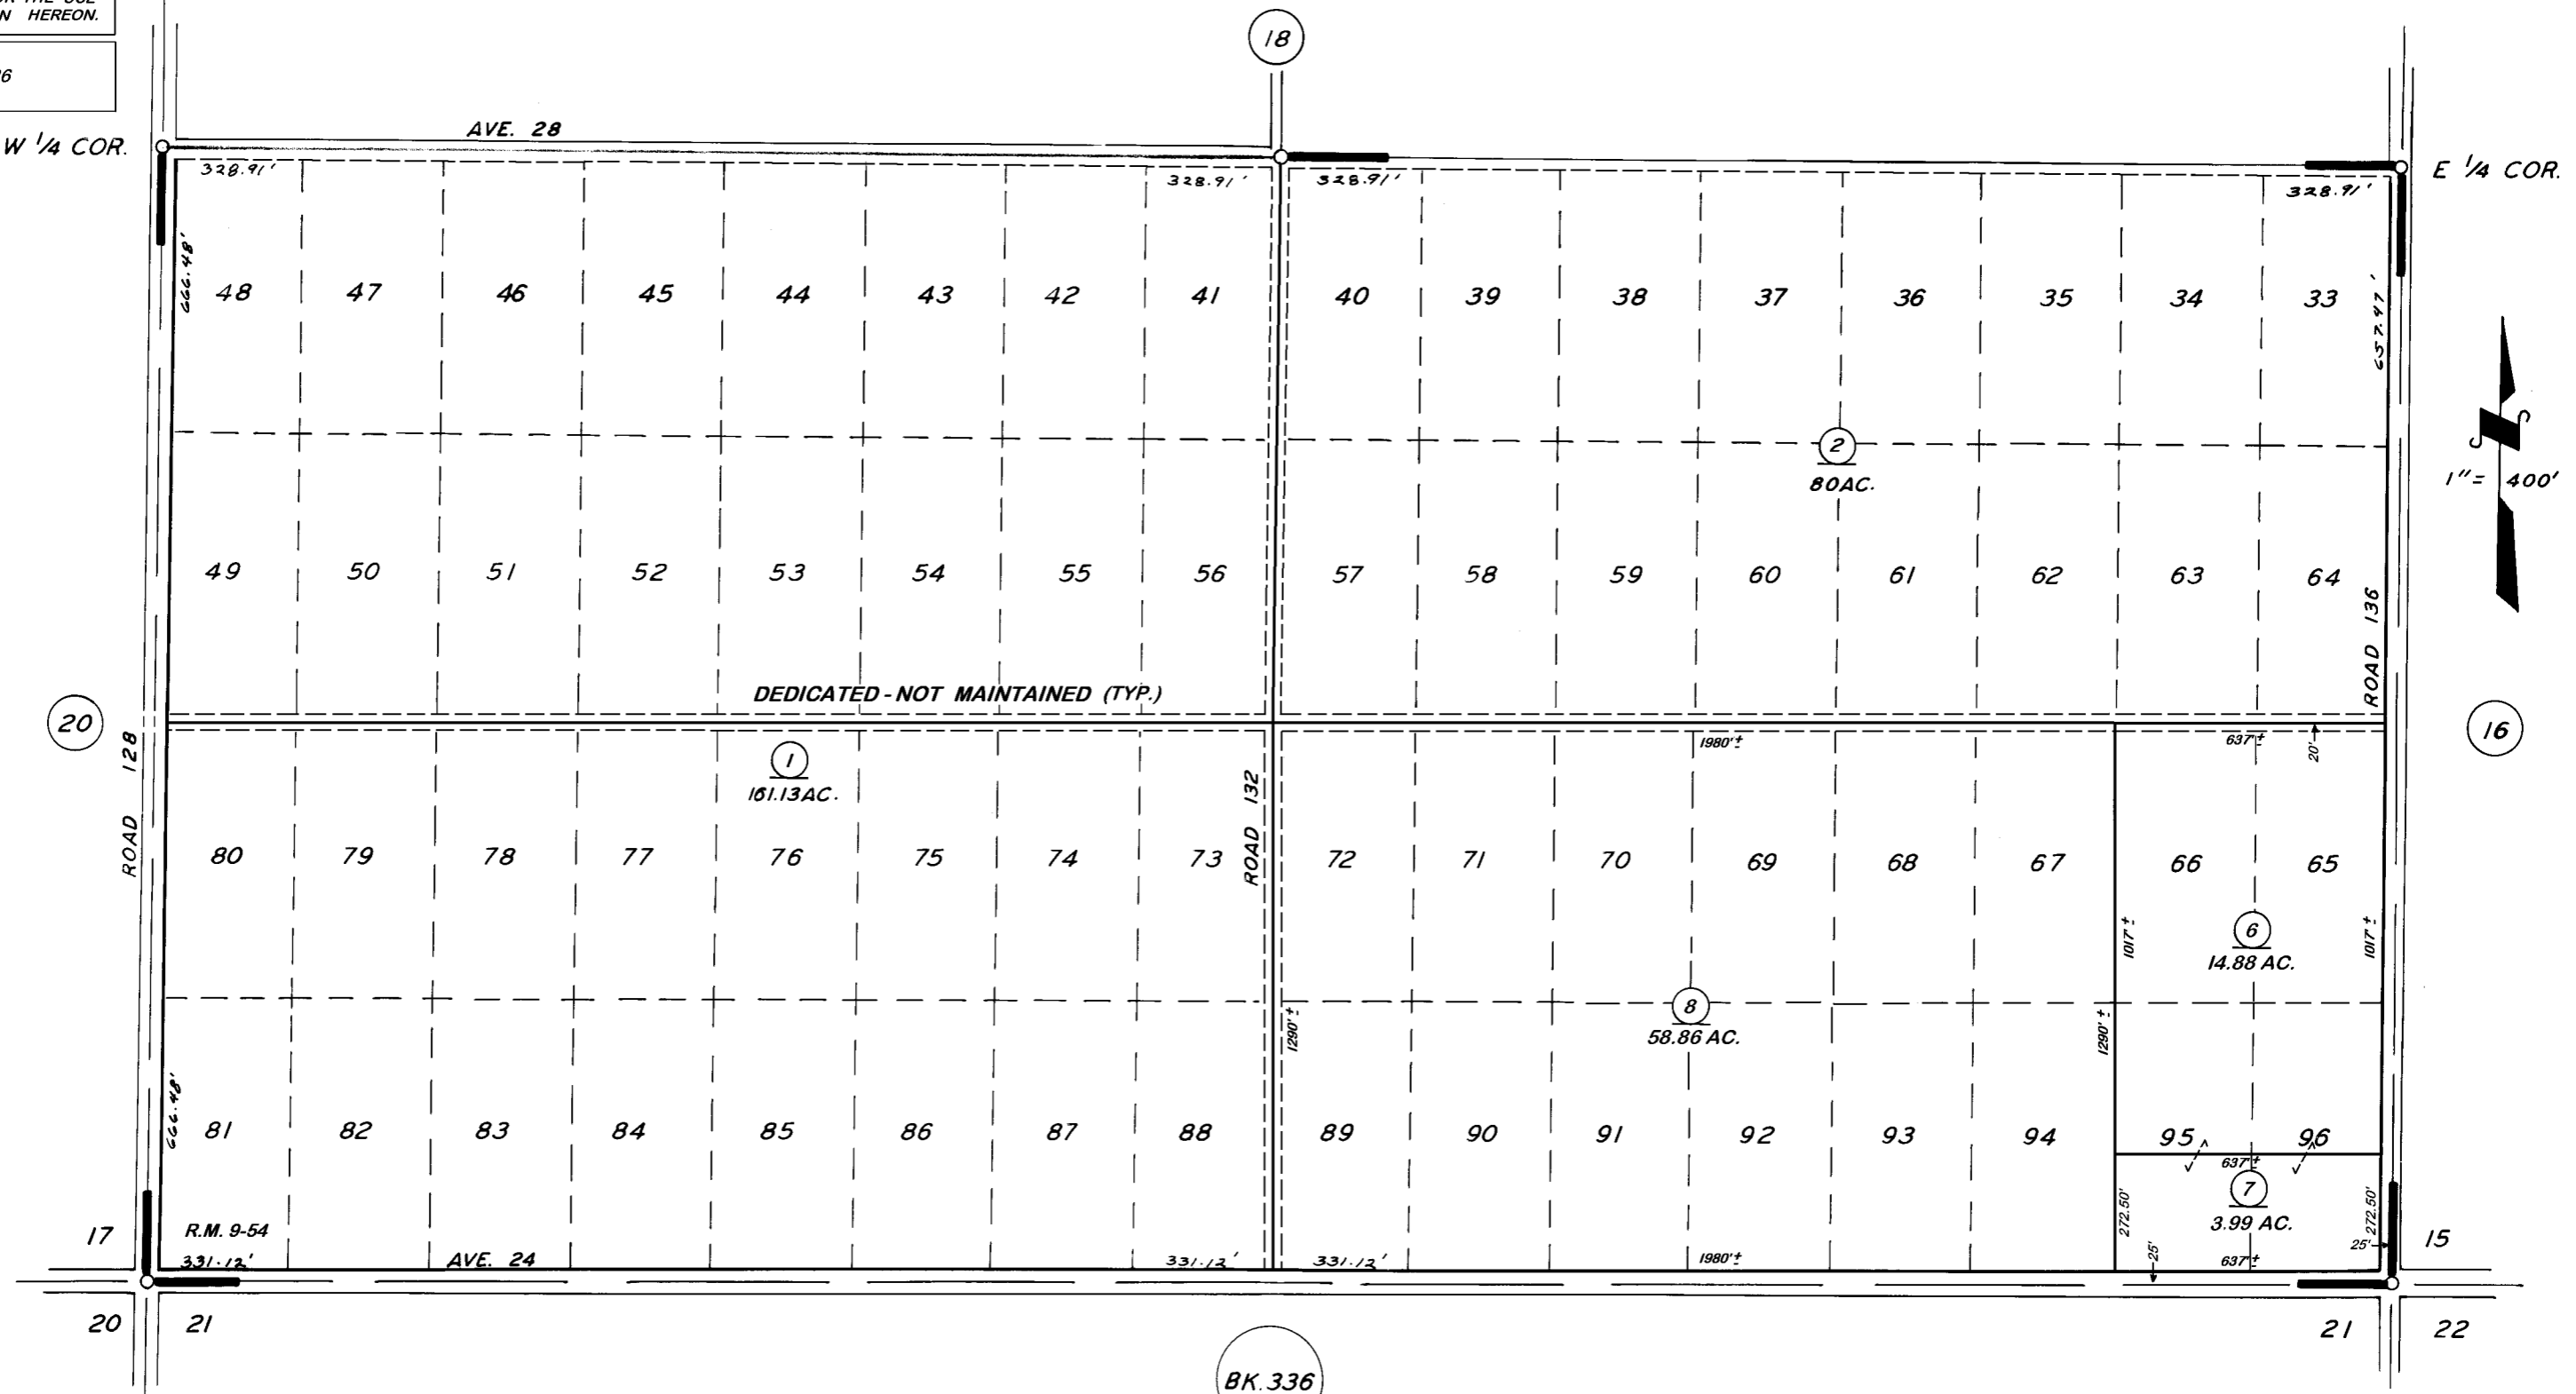 HEREON.
18
AVE. 28
W 1/4 COR.
E 1/4 COR.
328.91' 328.91' 328.91' 328.91'
666.48'
657.47'
48 47 46 45 44 43 42 41 40 39 38 37 36 35 34 33
2
80AC.
1"= 400'
49 50 51 52 53 54 55 56 57 58 59 60 61 62 63 64
ROAD 136
DEDICATED - NOT MAINTAINED (TYP.)
20
16
1980'±
637'±
20'
1
161.13AC.
ROAD 128
ROAD 132
80 79 78 77 76 75 74 73 72 71 70 69 68 67 66 65
1017'±
1017'±
6
14.88 AC.
8
58.86 AC.
1290'±
1290'±
666.48'
81 82 83 84 85 86 87 88 89 90 91 92 93 94 95 96
637'±
7
3.99 AC.
272.50'
272.50'
17
R.M. 9-54
15
25'
25'
331.12' AVE. 24 331.12' 331.12' 1980'± 637'±
20 21
21 22
BK. 336